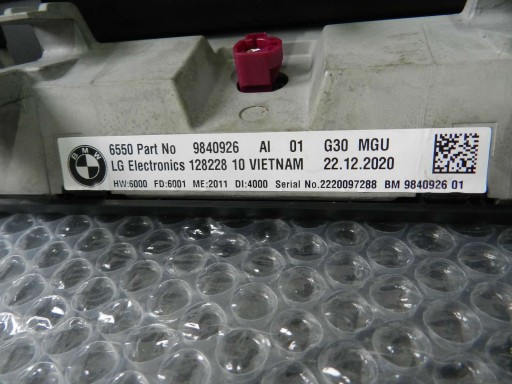 BMW
6550 Part No 9840926 AI 01 G30 MGU
LG Electronics 128228 10 VIETNAM 22.12.2020
HW:6000 FD:6001 ME:2011 DI:4000 Serial No.2220097288 BM 9840926 01